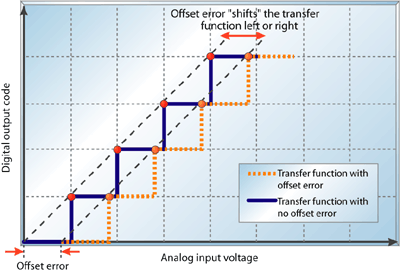 Offset error "shifts" the transfer
function left or right
Digital output code
Transfer function with
offset error
Transfer function with
no offset error
Offset error
Analog input voltage